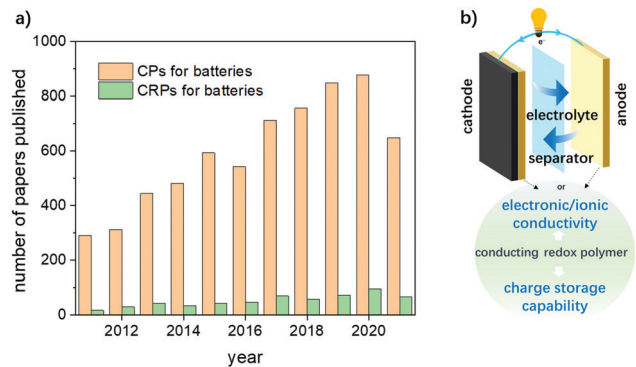 a)
1000
800
600
400
200
0
number of papers published
CPs for batteries
CRPs for batteries
2012 2014 2016 2018 2020
year
b)
e⁻
cathode
electrolyte
separator
anode
or
electronic/ionic
conductivity
conducting redox polymer
charge storage
capability